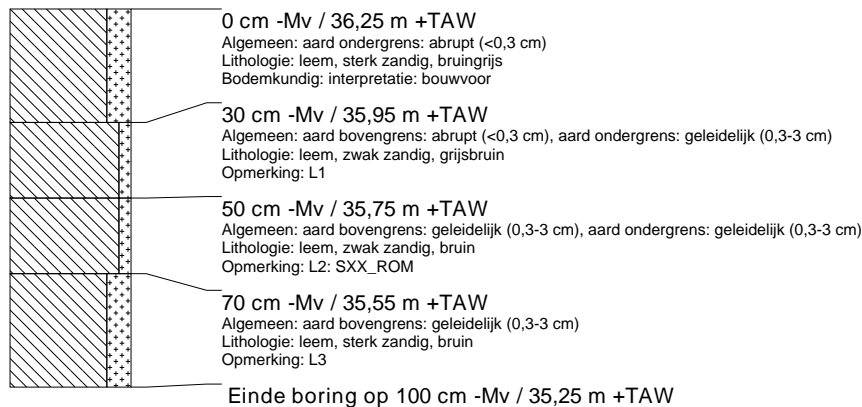 0 cm -Mv / 36,25 m +TAW
Algemeen: aard ondergrens: abrupt (<0,3 cm)
Lithologie: leem, sterk zandig, bruingrijs
Bodemkundig: interpretatie: bouwvoor
30 cm -Mv / 35,95 m +TAW
Algemeen: aard bovengrens: abrupt (<0,3 cm), aard ondergrens: geleidelijk (0,3-3 cm)
Lithologie: leem, zwak zandig, grijsbruin
Opmerking: L1
50 cm -Mv / 35,75 m +TAW
Algemeen: aard bovengrens: geleidelijk (0,3-3 cm), aard ondergrens: geleidelijk (0,3-3 cm)
Lithologie: leem, zwak zandig, bruin
Opmerking: L2: SXX_ROM
70 cm -Mv / 35,55 m +TAW
Algemeen: aard bovengrens: geleidelijk (0,3-3 cm)
Lithologie: leem, sterk zandig, bruin
Opmerking: L3
Einde boring op 100 cm -Mv / 35,25 m +TAW